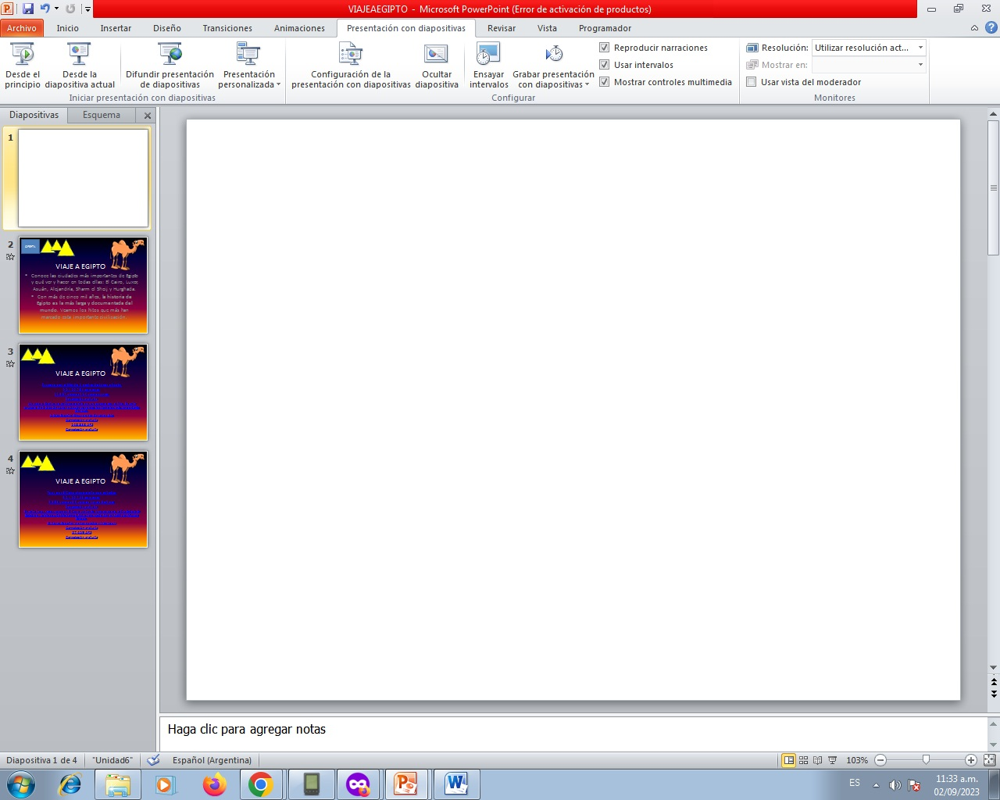 VIAJEAEGIPTO - Microsoft PowerPoint (Error de activación de productos)
Archivo Inicio Insertar Diseño Transiciones Animaciones Presentación con diapositivas Revisar Vista Programador
Desde el principio
Desde la diapositiva actual
Difundir presentación de diapositivas
Presentación personalizada
Iniciar presentación con diapositivas
Configuración de la presentación con diapositivas
Ocultar diapositiva
Ensayar intervalos
Grabar presentación con diapositivas
Reproducir narraciones
Usar intervalos
Mostrar controles multimedia
Configurar
Resolución: Utilizar resolución act...
Mostrar en:
Usar vista del moderador
Monitores
Diapositivas Esquema
1
2
VIAJE A EGIPTO
Conoce las ciudades más importantes de Egipto
y qué ver y hacer en todas ellas: El Cairo, Luxor,
Asuán, Alejandría, Sharm el Sheij y Hurghada.
Con más de cinco mil años, la historia de
Egipto es la más larga y documentada del
mundo. Veamos los hitos que más han
marcado esta importante civilización.
3
VIAJE A EGIPTO
4
VIAJE A EGIPTO
Haga clic para agregar notas
Diapositiva 1 de 4 "Unidad6" Español (Argentina) 103%
ES 11:33 a.m.
02/09/2023